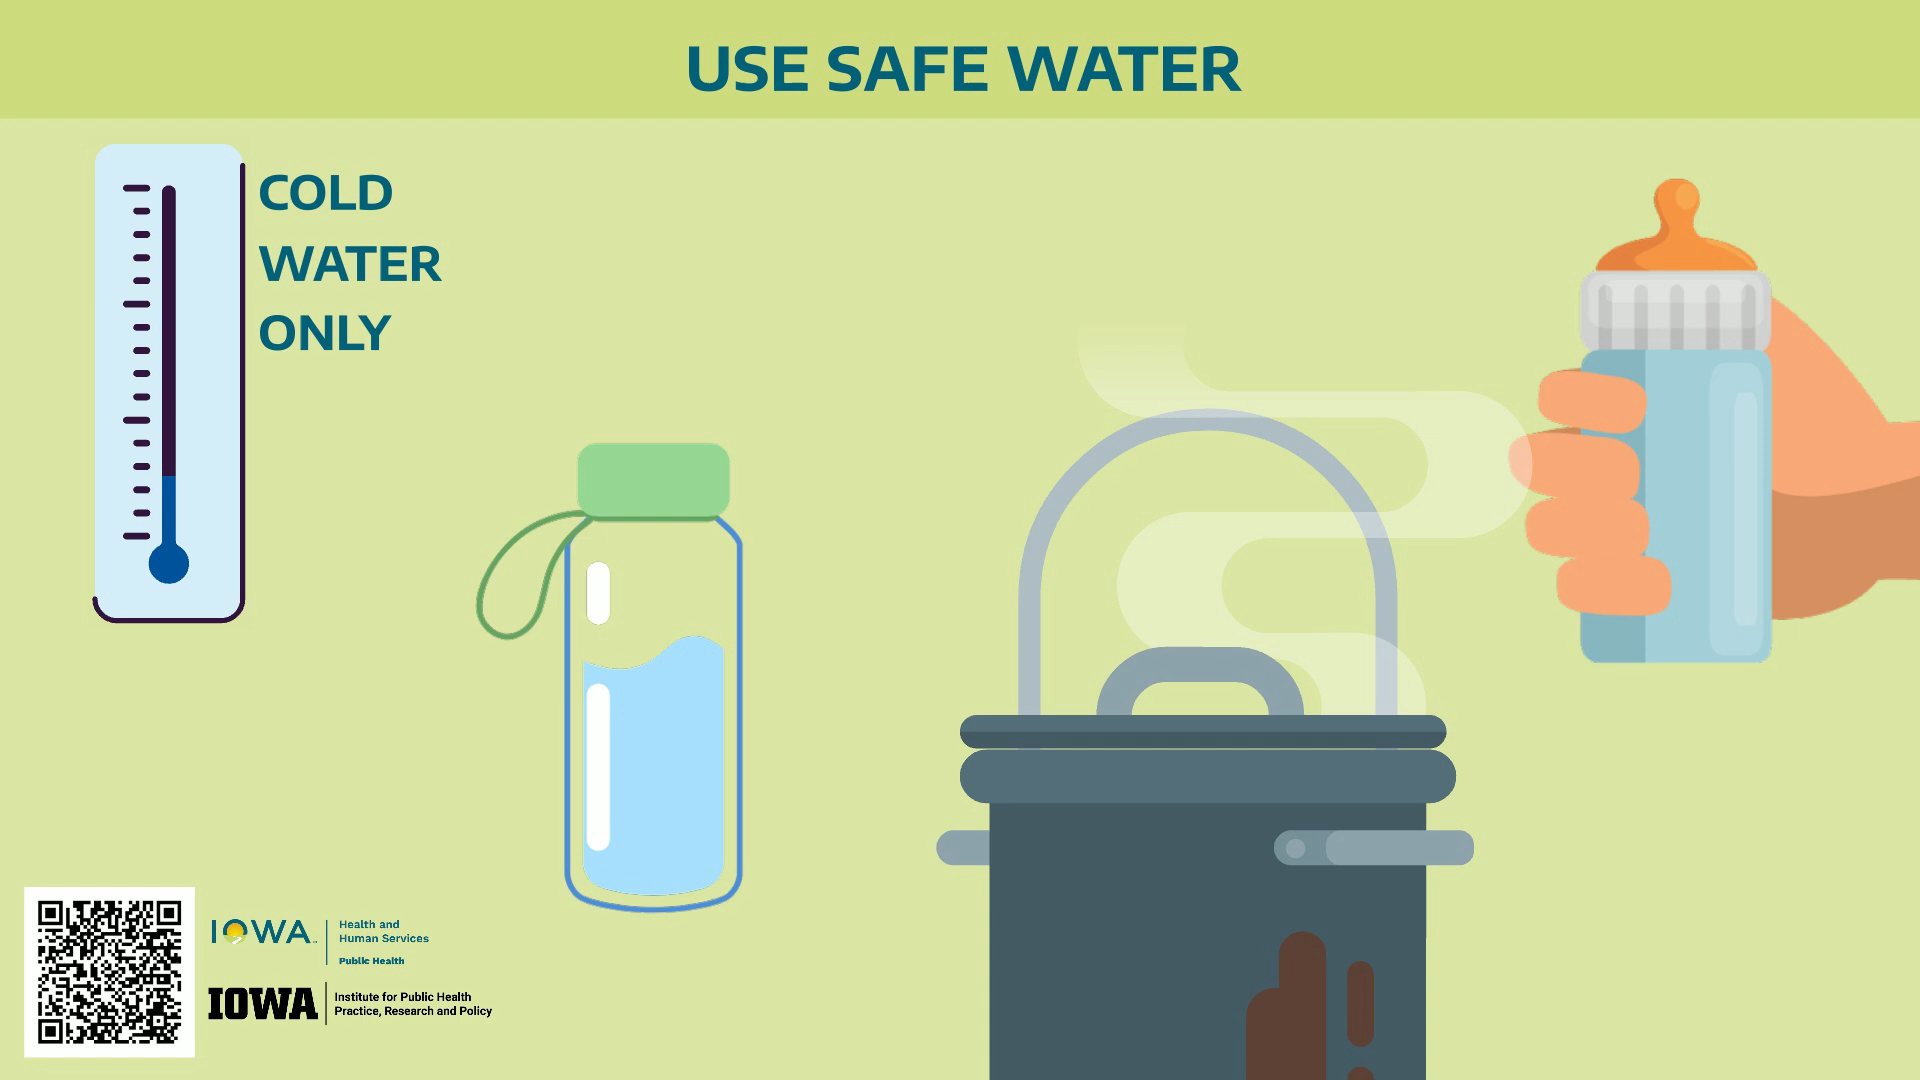 USE SAFE WATER
COLD
WATER
ONLY
IOWA
Health and
Human Services
Public Health
IOWA
Institute for Public Health
Practice, Research and Policy